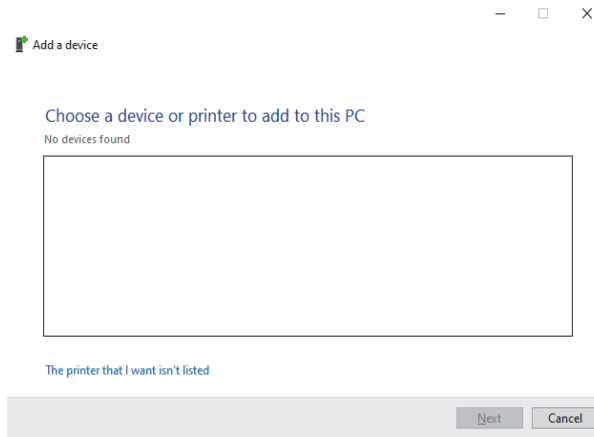 Add a device
Choose a device or printer to add to this PC
No devices found
The printer that I want isn't listed
Next
Cancel